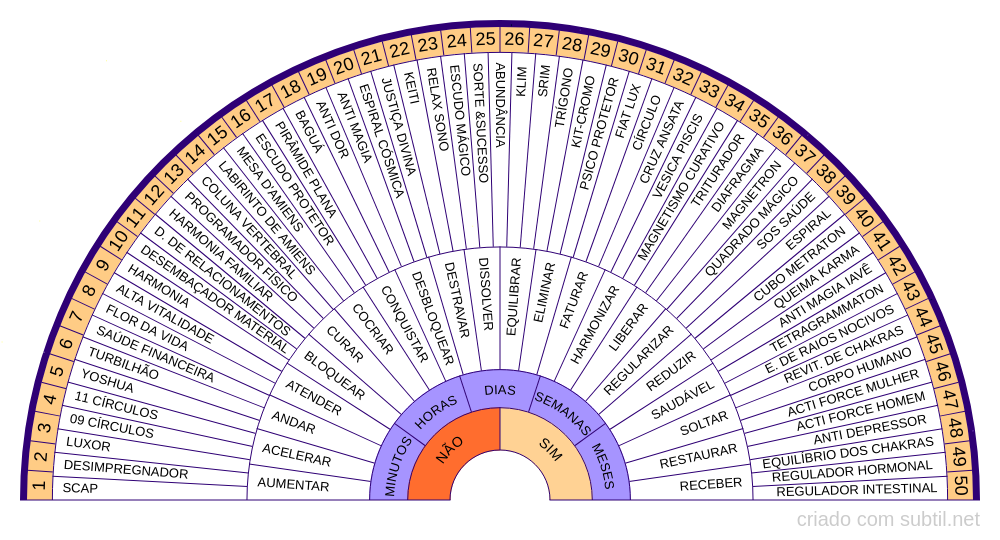 1
2
3
4
5
6
7
8
9
10
11
12
13
14
15
16
17
18
19
20
21
22
23
24
25
26
27
28
29
30
31
32
33
34
35
36
37
38
39
40
41
42
43
44
45
46
47
48
49
50
SCAP
DESIMPREGNADOR
LUXOR
09 CÍRCULOS
11 CÍRCULOS
YOSHUA
TURBILHÃO
SAÚDE FINANCEIRA
FLOR DA VIDA
ALTA VITALIDADE
HARMONIA
DESEMBAÇADOR MATERIAL
D. DE RELACIONAMENTOS
HARMONIA FAMILIAR
PROGRAMADOR FÍSICO
COLUNA VERTEBRAL
LABIRINTO DE AMIENS
MESA D'AMIENS
ESCUDO PROTETOR
PIRÂMIDE PLANA
BAGUA
ANTI DOR
ANTI MAGIA
ESPIRAL CÓSMICA
JUSTIÇA DIVINA
KEITI
RELAX SONO
ESCUDO MÁGICO
SORTE &SUCESSO
ABUNDÂNCIA
KLIM
SRIM
TRÍGONO
KIT-CROMO
PSICO PROTETOR
FIAT LUX
CÍRCULO
CRUZ ANSATA
VESICA PISCIS
MAGNETISMO CURATIVO
TRITURADOR
DIAFRAGMA
MAGNETRON
QUADRADO MÁGICO
SOS SAÚDE
ESPIRAL
CUBO METRATON
QUEIMA KARMA
ANTI MAGIA IAVÊ
TETRAGRAMMATON
E. DE RAIOS NOCIVOS
REVIT. DE CHAKRAS
CORPO HUMANO
ACTI FORCE MULHER
ACTI FORCE HOMEM
ANTI DEPRESSOR
EQUILÍBRIO DOS CHAKRAS
REGULADOR HORMONAL
REGULADOR INTESTINAL
AUMENTAR
ACELERAR
ANDAR
ATENDER
BLOQUEAR
CURAR
COCRIAR
CONQUISTAR
DESBLOQUEAR
DESTRAVAR
DISSOLVER
EQUILIBRAR
ELIMINAR
FATURAR
HARMONIZAR
LIBERAR
REGULARIZAR
REDUZIR
SAUDÁVEL
SOLTAR
RESTAURAR
RECEBER
MINUTOS
HORAS
DIAS
SEMANAS
MESES
NÃO
SIM
criado com subtil.net